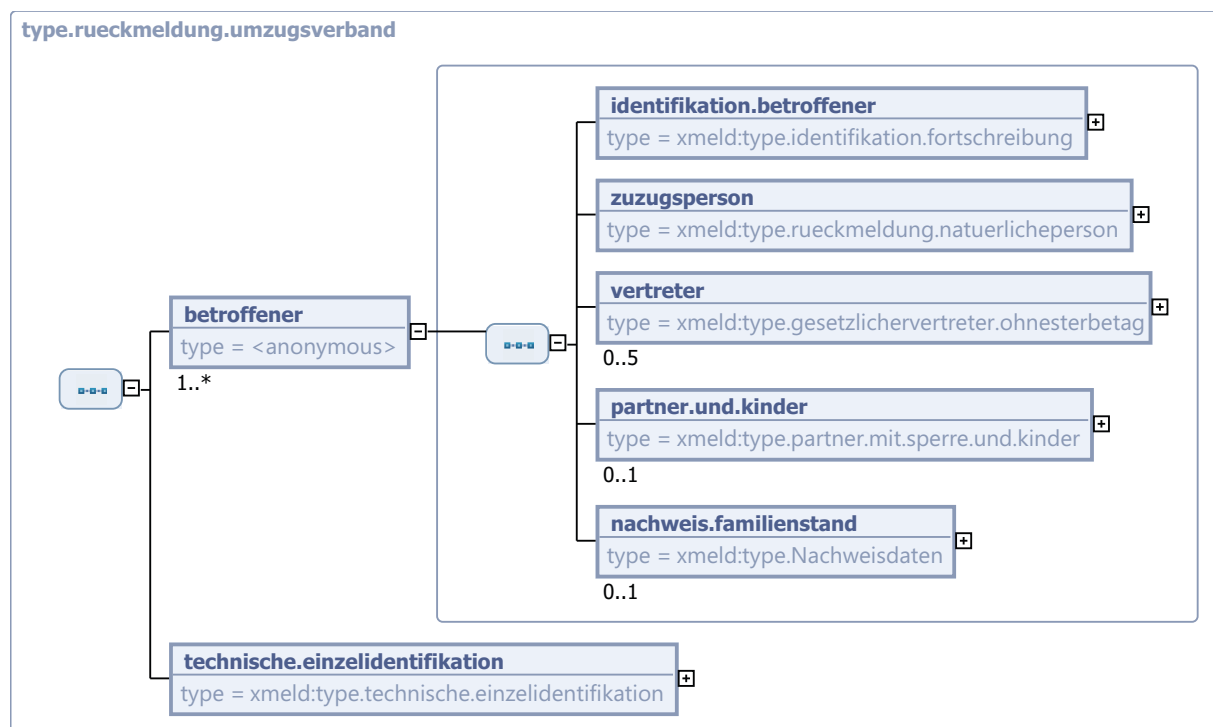 type.rueckmeldung.umzugsverband
identifikation.betroffener
type = xmeld:type.identifikation.fortschreibung
zuzugsperson
type = xmeld:type.rueckmeldung.natuerlicheperson
vertreter
type = xmeld:type.gesetzlichervertreter.ohnesterbetag
0..5
betroffener
type = <anonymous>
1..*
partner.und.kinder
type = xmeld:type.partner.mit.sperre.und.kinder
0..1
nachweis.familienstand
type = xmeld:type.Nachweisdaten
0..1
technische.einzelidentifikation
type = xmeld:type.technische.einzelidentifikation